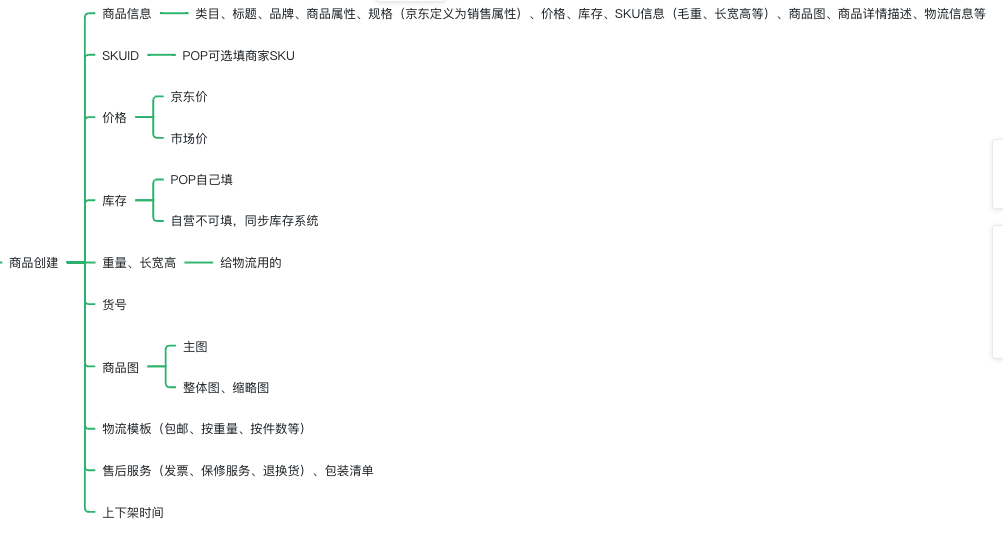 商品信息
类目、标题、品牌、商品属性、规格（京东定义为销售属性）、价格、库存、SKU信息（毛重、长宽高等）、商品图、商品详情描述、物流信息等
SKUID
POP可选填商家SKU
价格
京东价
市场价
库存
POP自己填
自营不可填，同步库存系统
商品创建
重量、长宽高
给物流用的
货号
商品图
主图
整体图、缩略图
物流模板（包邮、按重量、按件数等）
售后服务（发票、保修服务、退换货）、包装清单
上下架时间